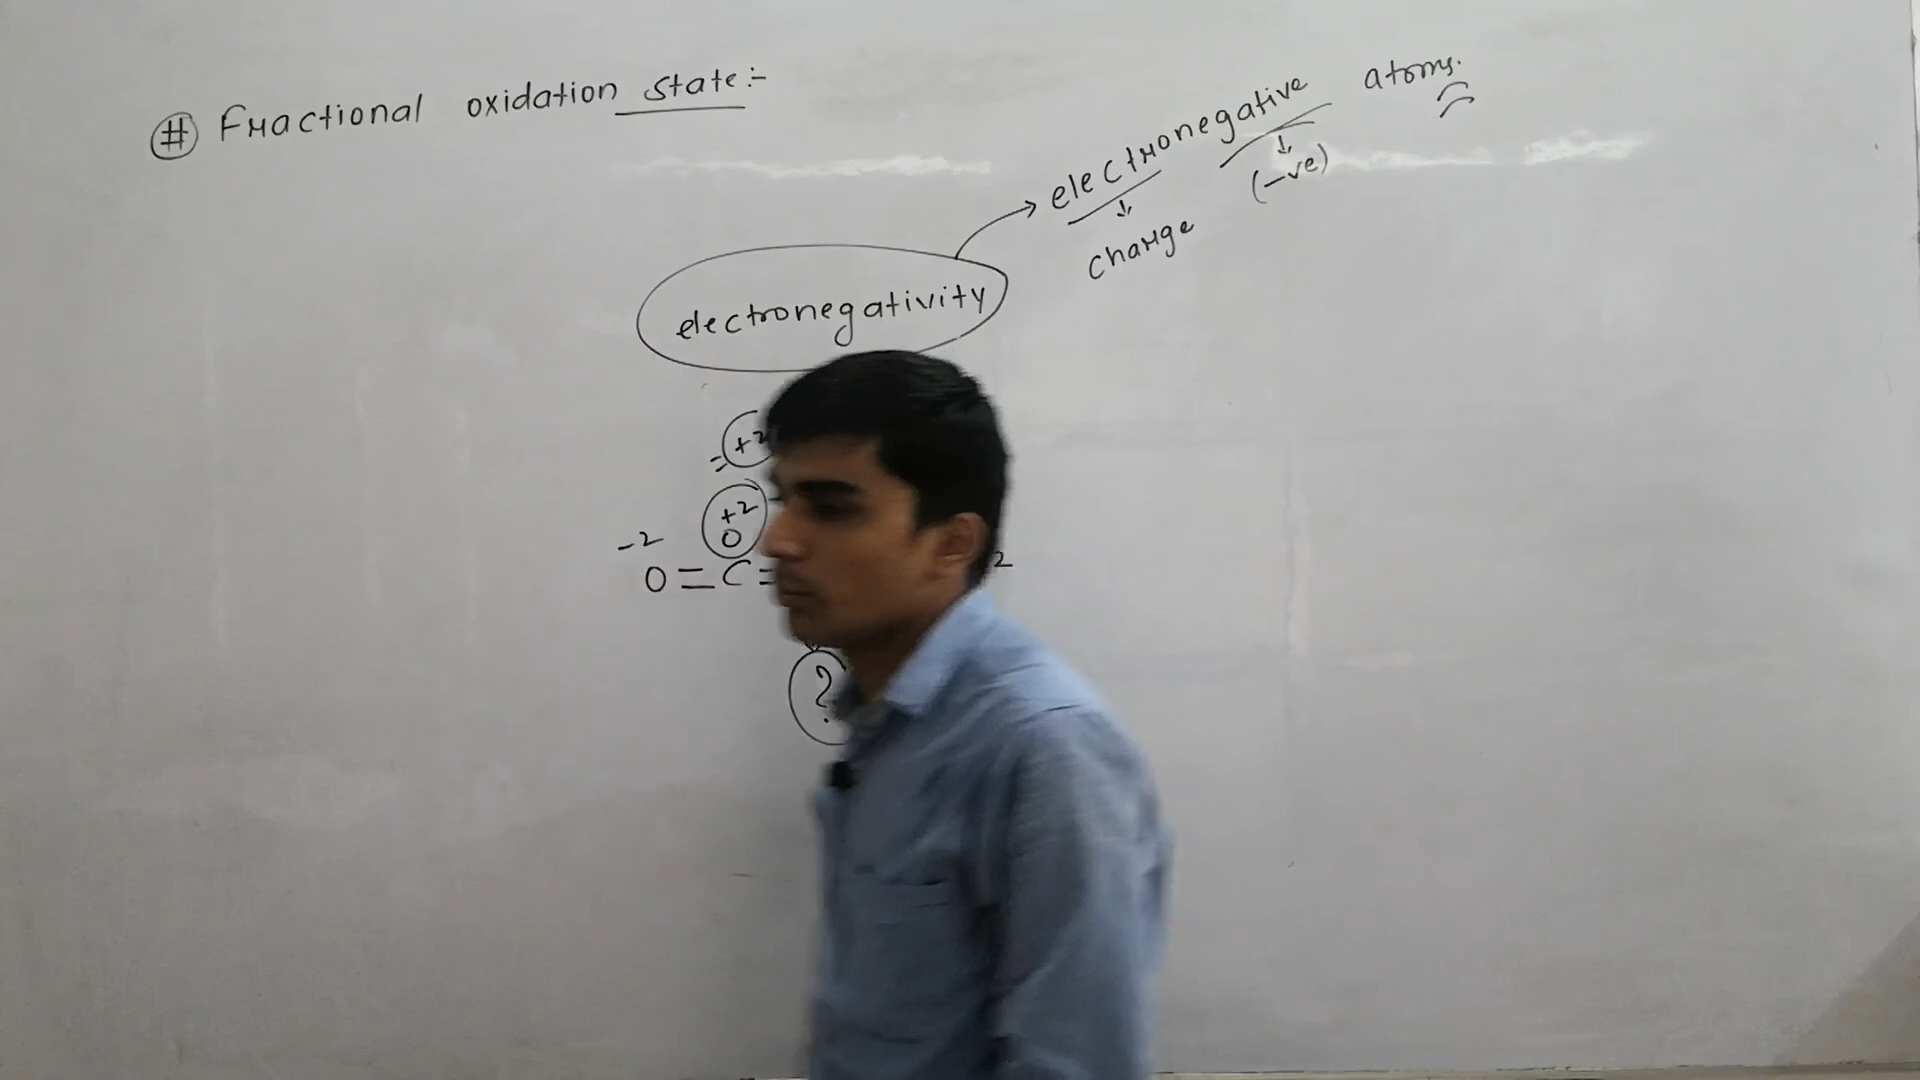 # Fractional oxidation state:-
electronegative atoms.
↓ ↓
charge (-ve)
electronegativity
= +2
+2
-2 0 2
O=C=
?